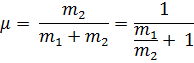 μ = m₂ / (m₁ + m₂) = 1 / (m₁/m₂ + 1)